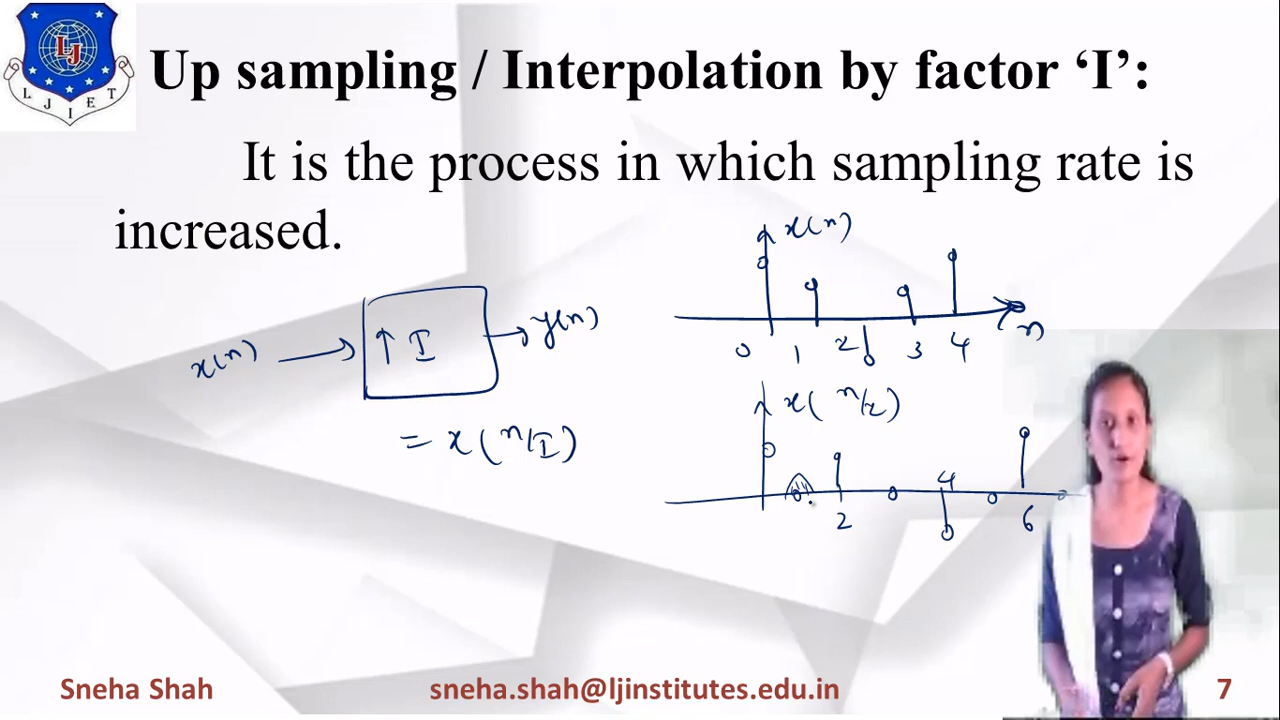 LJ
LJIET
Up sampling / Interpolation by factor ‘I’:
It is the process in which sampling rate is
increased.
x(n)
↑ I
y(n)
= x(n/I)
x(n)
0 1 2 3 4
n
x(n/2)
4
2 6
Sneha Shah
sneha.shah@ljinstitutes.edu.in
7